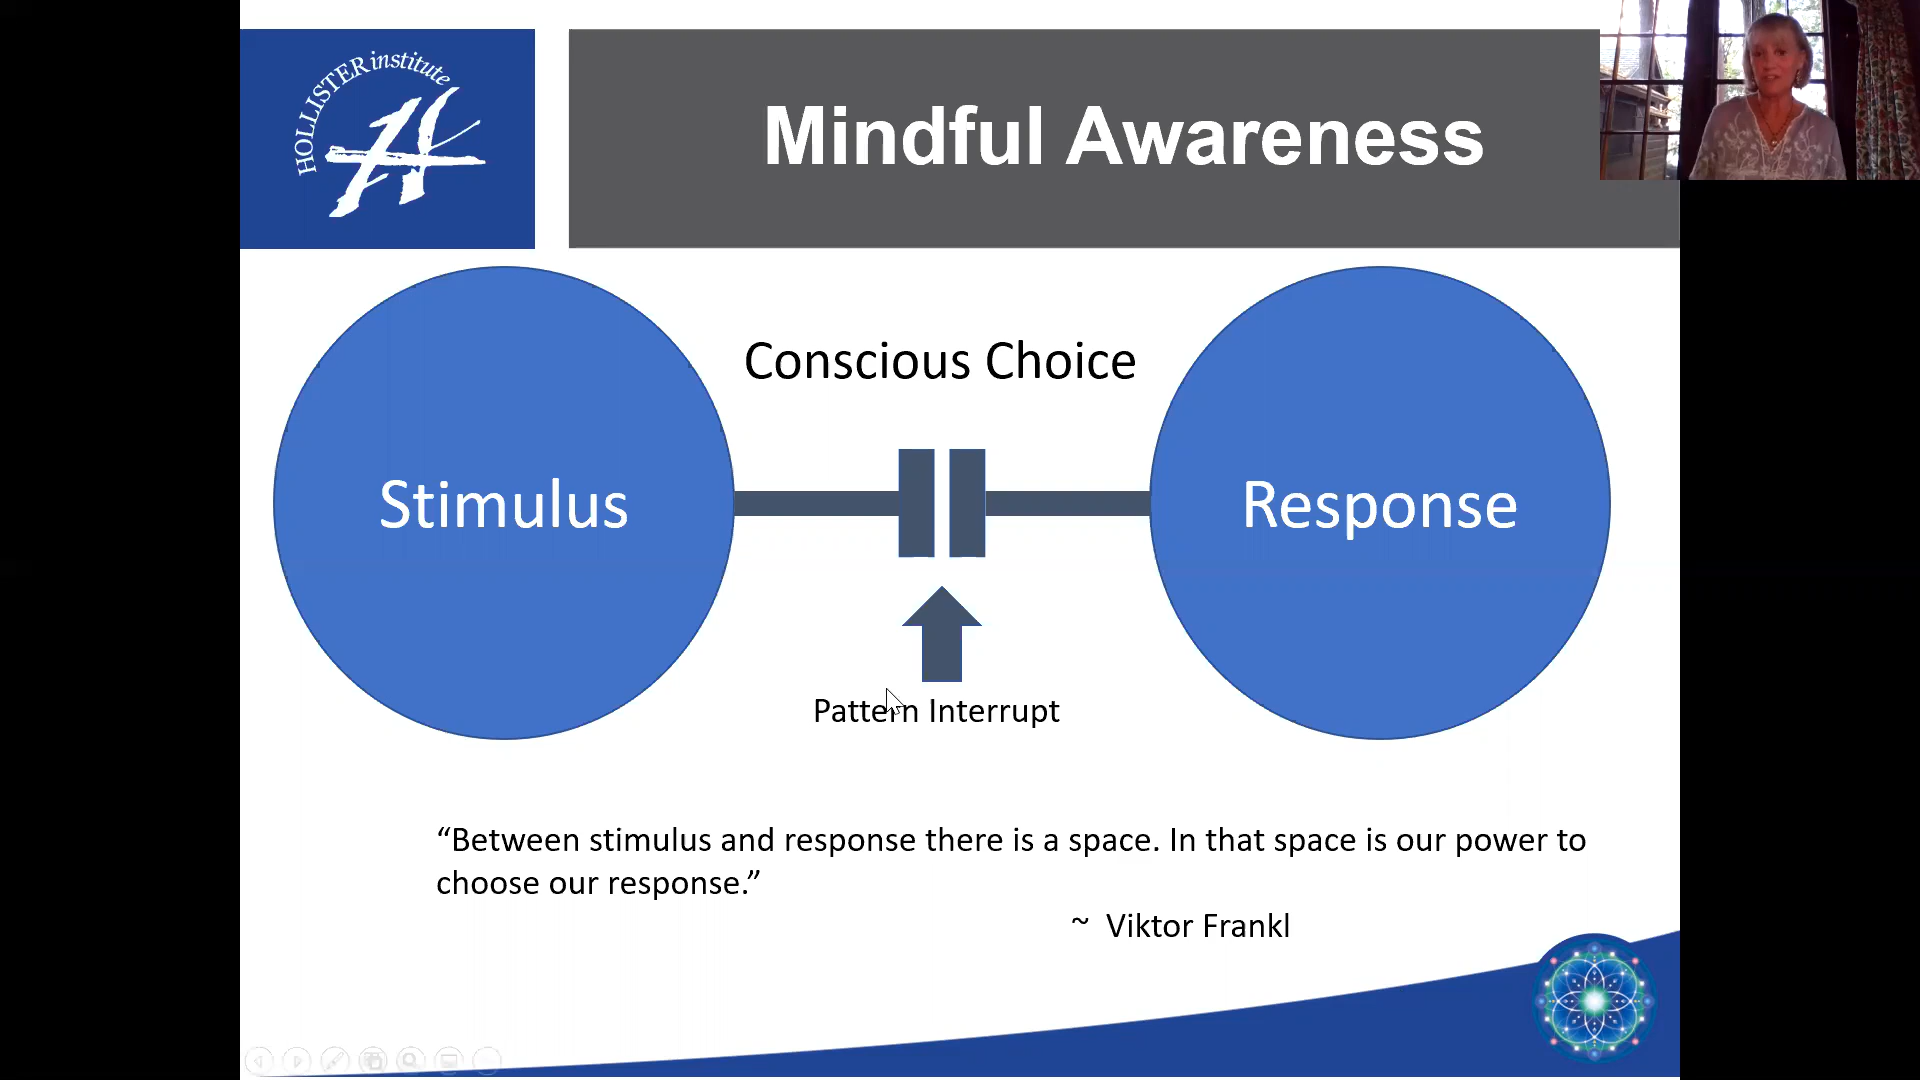 HOLLISTER institute
Mindful Awareness
Conscious Choice
Stimulus
Response
Pattern Interrupt
“Between stimulus and response there is a space. In that space is our power to
choose our response.”
~ Viktor Frankl